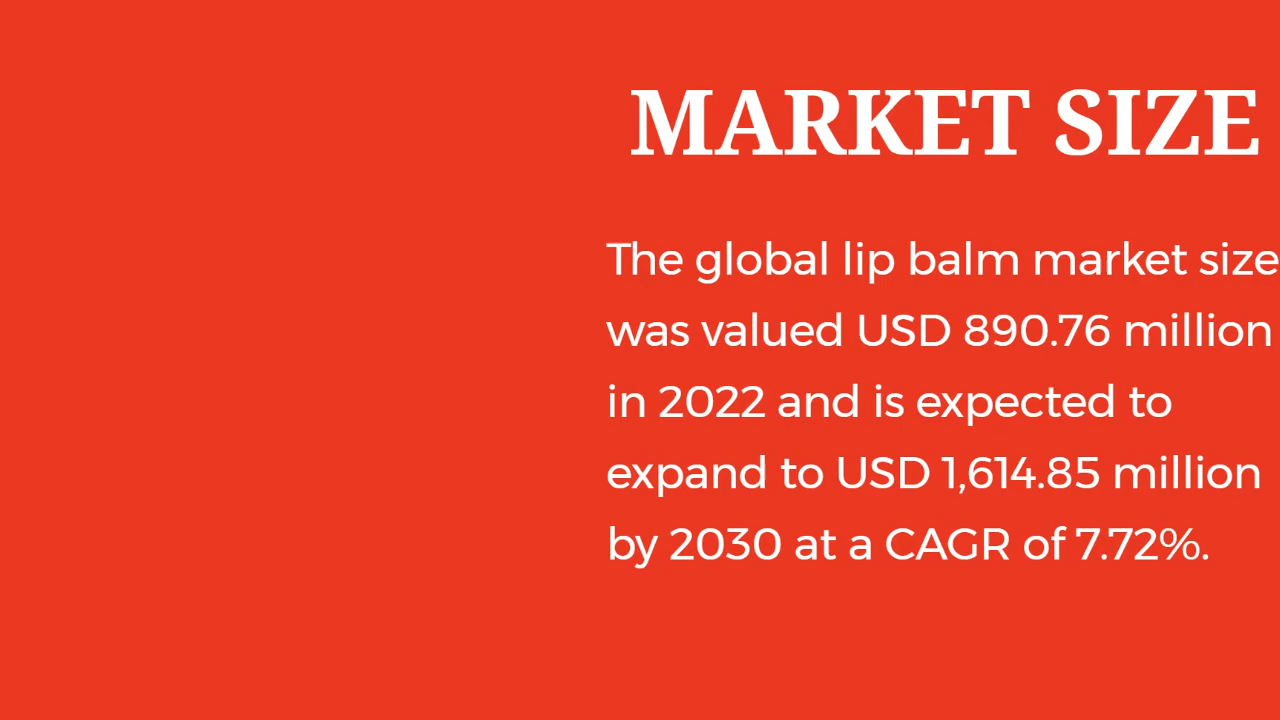 MARKET SIZE
The global lip balm market size
was valued USD 890.76 million
in 2022 and is expected to
expand to USD 1,614.85 million
by 2030 at a CAGR of 7.72%.